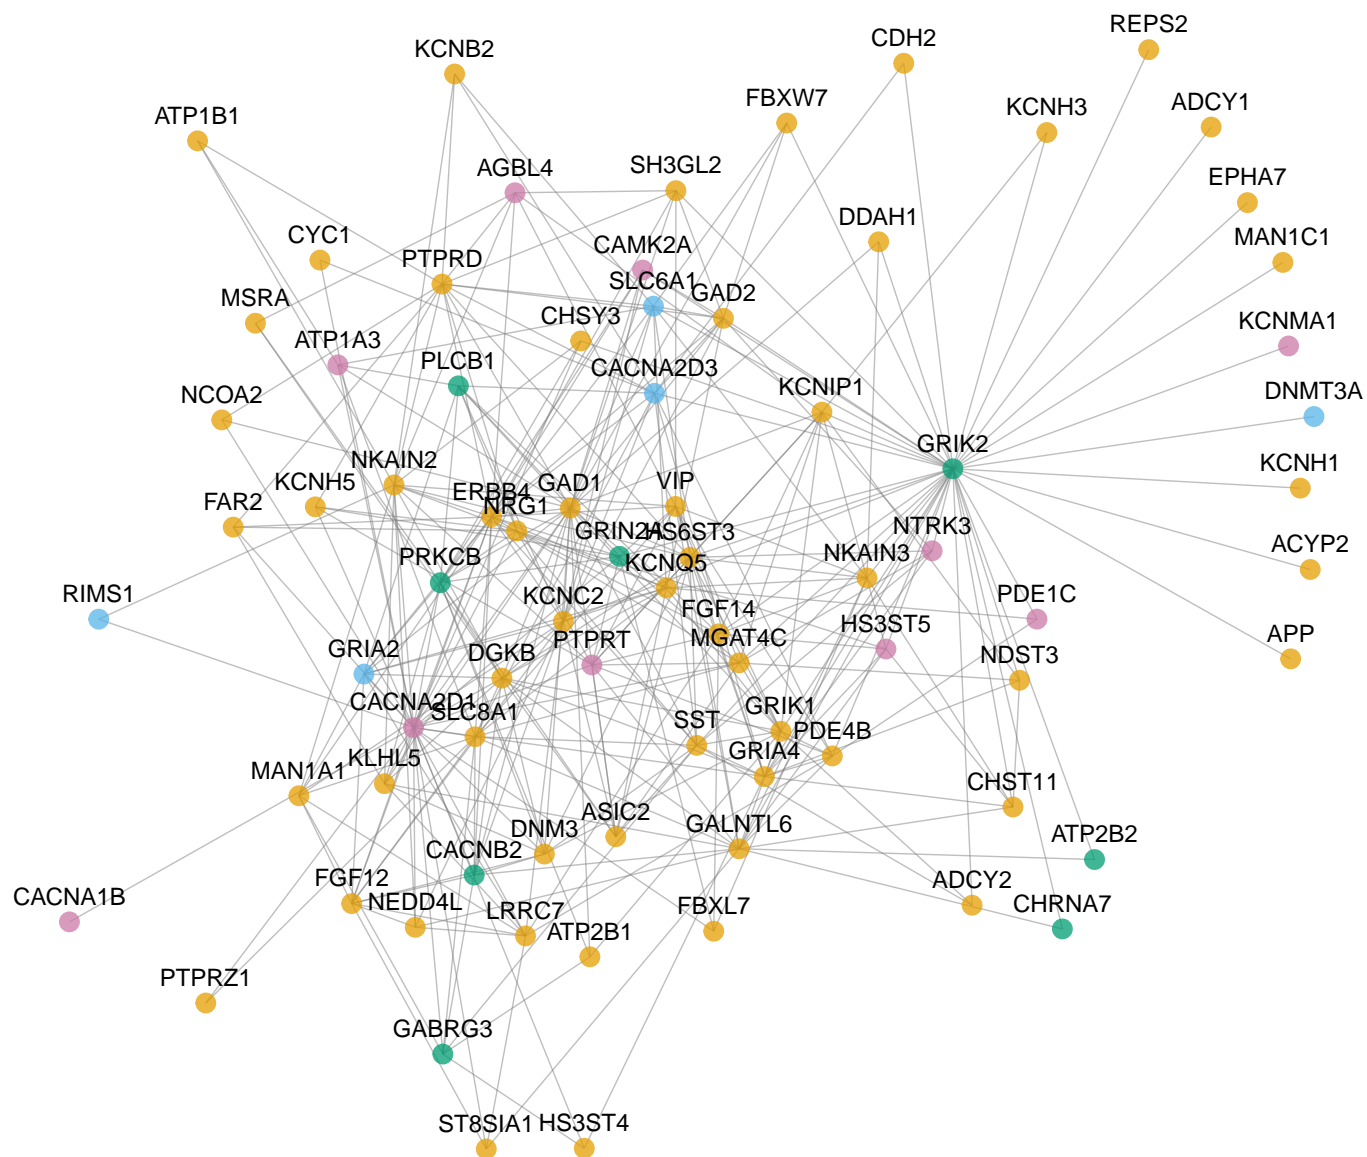 REPS2
CDH2
KCNB2
FBXW7
ADCY1
KCNH3
ATP1B1
SH3GL2
AGBL4
EPHA7
DDAH1
CYC1
CAMK2A
MAN1C1
PTPRD
SLC6A1
GAD2
MSRA
CHSY3
KCNMA1
ATP1A3
PLCB1
CACNA2D3
KCNIP1
DNMT3A
NCOA2
GRIK2
NKAIN2
KCNH5
GAD1
VIP
KCNH1
ERBB4
FAR2
NRG1
GRIN2A
HS6ST3
NTRK3
PRKCB
KCNQ5
NKAIN3
ACYP2
RIMS1
KCNC2
FGF14
HS3ST5
PDE1C
GRIA2
DGKB
PTPRT
MGAT4C
NDST3
APP
CACNA2D1
SLC8A1
SST
GRIK1
PDE4B
GRIA4
MAN1A1
KLHL5
CHST11
DNM3
ASIC2
GALNTL6
ATP2B2
CACNB2
CACNA1B
FGF12
NEDD4L
LRRC7
ATP2B1
FBXL7
ADCY2
CHRNA7
PTPRZ1
GABRG3
ST8SIA1
HS3ST4